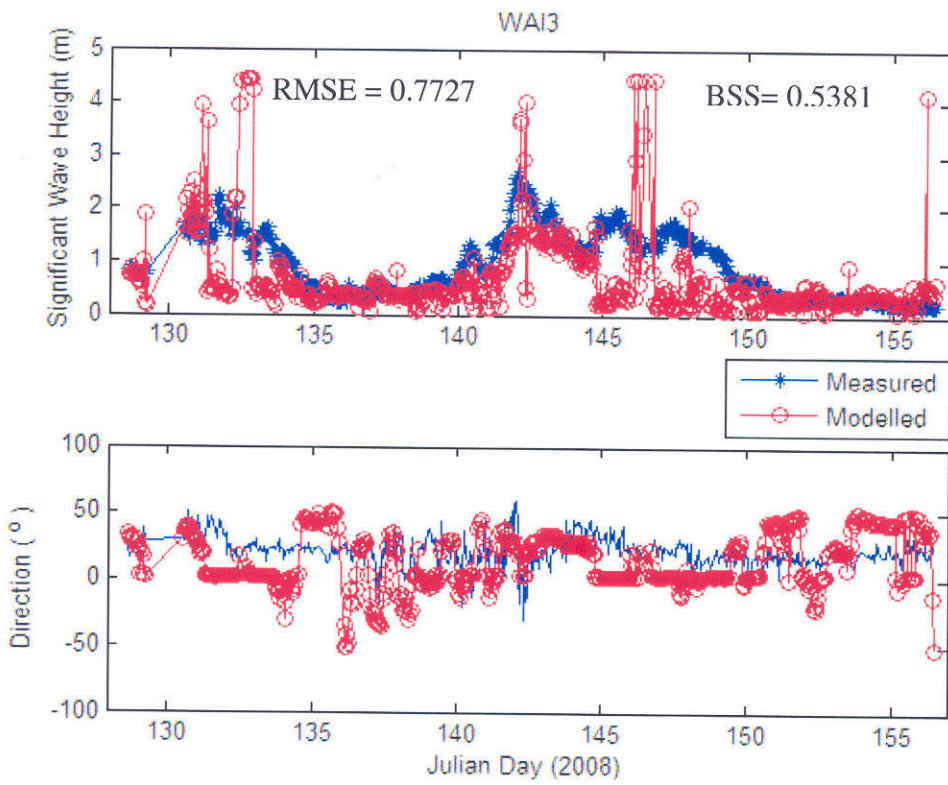 WAI3
Significant Wave Height (m)
5
4
3
2
1
0
RMSE = 0.7727
BSS= 0.5381
130
135
140
145
150
155
Measured
Modelled
Direction ( º )
100
50
0
-50
-100
130
135
140
145
150
155
Julian Day (2008)